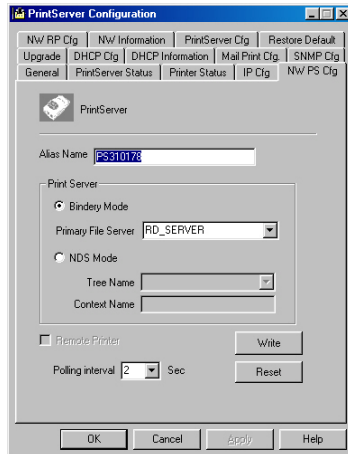 PrintServer Configuration
NW RP Cfg NW Information PrintServer Cfg Restore Default
Upgrade DHCP Cfg DHCP Information Mail Print Cfg. SNMP Cfg
General PrintServer Status Printer Status IP Cfg NW PS Cfg
PrintServer
Alias Name PS310178
Print Server
Bindery Mode
Primary File Server RD_SERVER
NDS Mode
Tree Name
Context Name
Remote Printer
Write
Polling interval 2 Sec
Reset
OK Cancel Apply Help